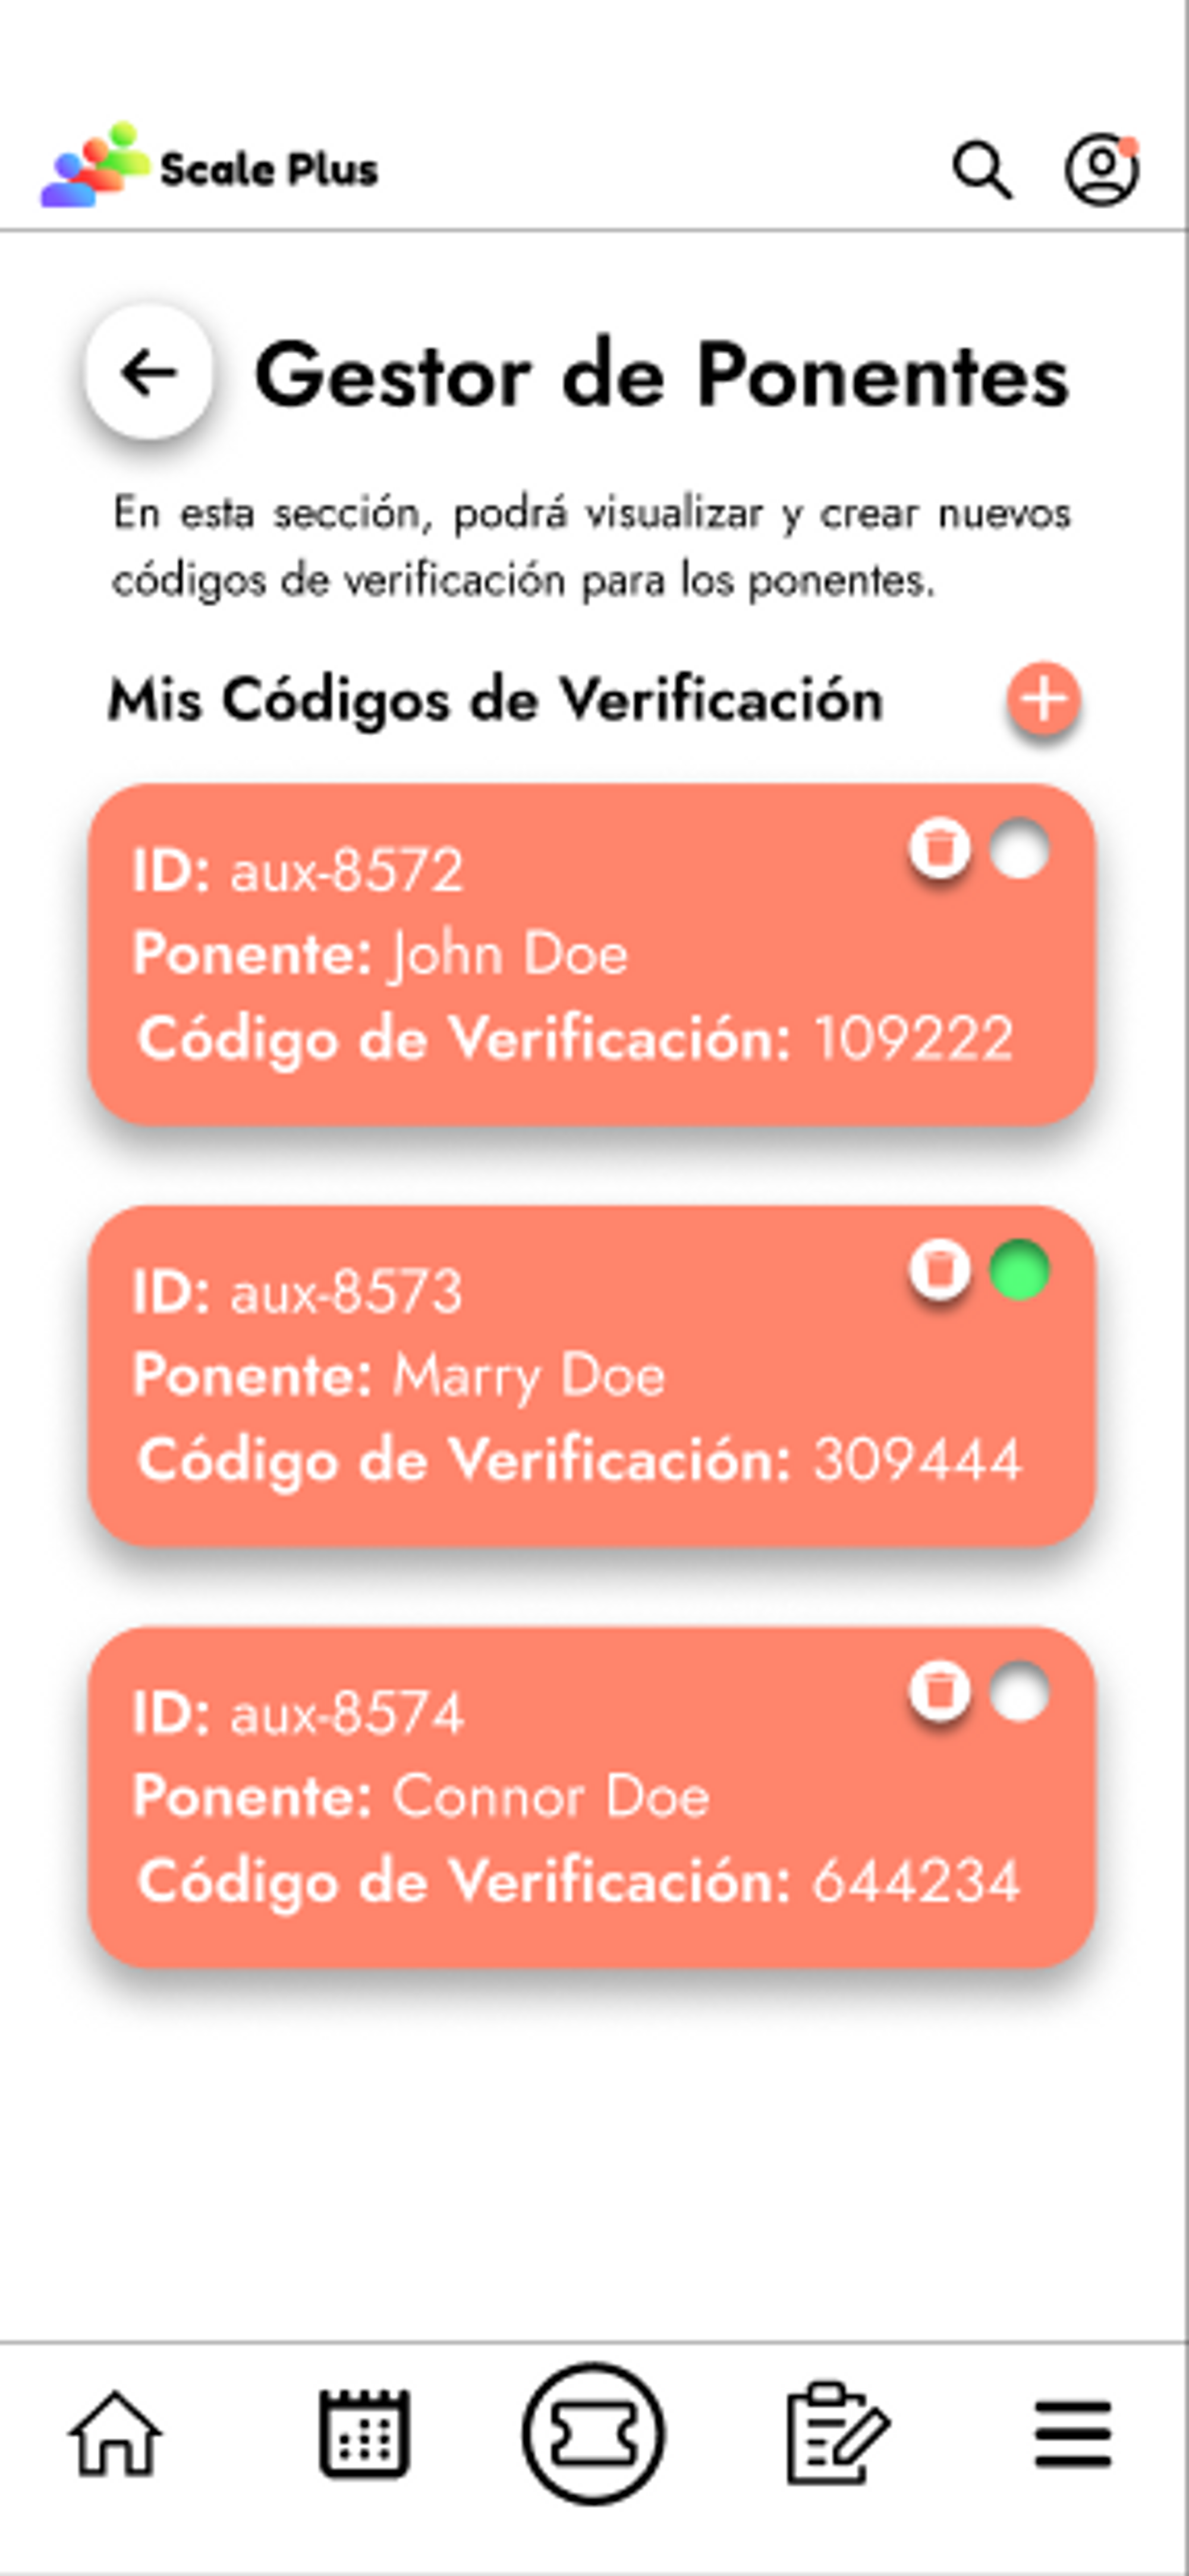 Scale Plus
Gestor de Ponentes
En esta sección, podrá visualizar y crear nuevos
códigos de verificación para los ponentes.
Mis Códigos de Verificación
ID: aux-8572
Ponente: John Doe
Código de Verificación: 109222
ID: aux-8573
Ponente: Marry Doe
Código de Verificación: 309444
ID: aux-8574
Ponente: Connor Doe
Código de Verificación: 644234